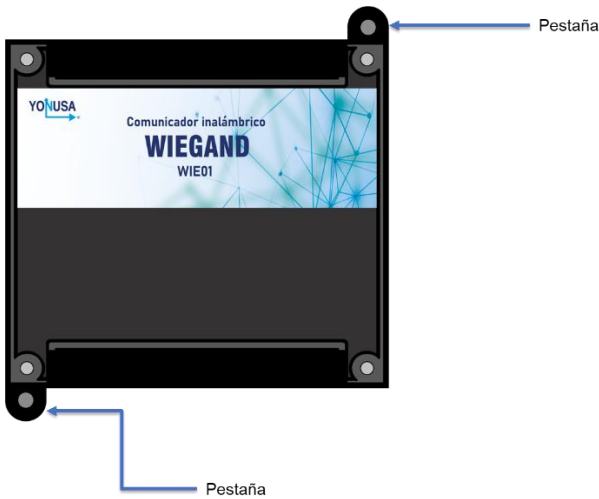 Pestaña
YONUSA
Comunicador inalámbrico
WIEGAND
WIE01
Pestaña